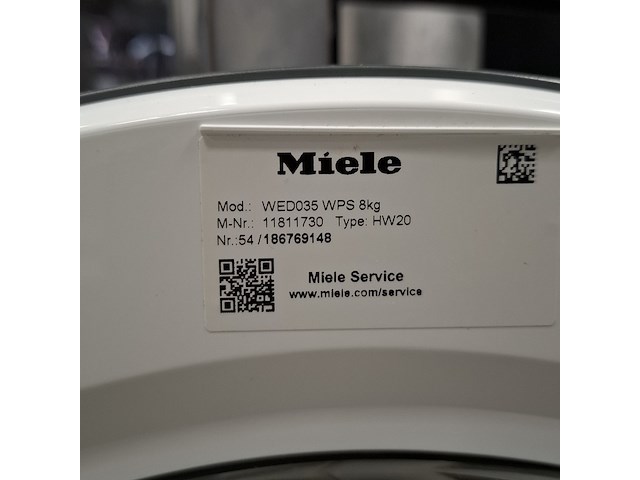 Miele
Mod.: WED035 WPS 8kg
M-Nr.: 11811730 Type: HW20
Nr.:54 /186769148
Miele Service
www.miele.com/service